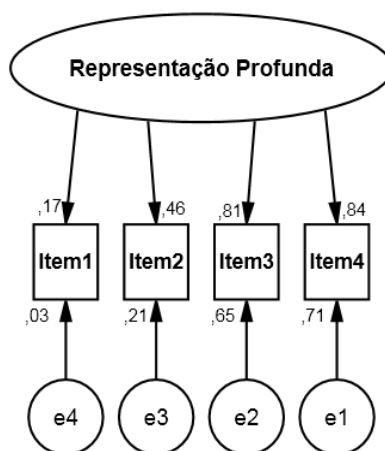 Representação Profunda
,17 ,46 ,81 ,84
Item1 Item2 Item3 Item4
,03 ,21 ,65 ,71
e4 e3 e2 e1